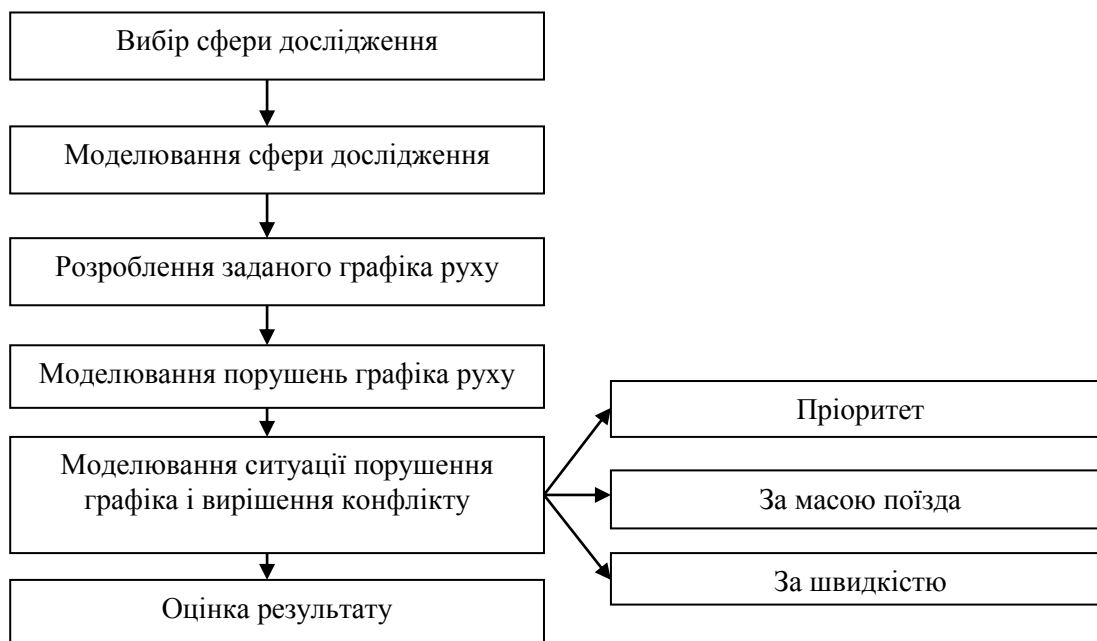 Вибір сфери дослідження
Моделювання сфери дослідження
Розроблення заданого графіка руху
Моделювання порушень графіка руху
Моделювання ситуації порушення
графіка і вирішення конфлікту
Оцінка результату
Пріоритет
За масою поїзда
За швидкістю